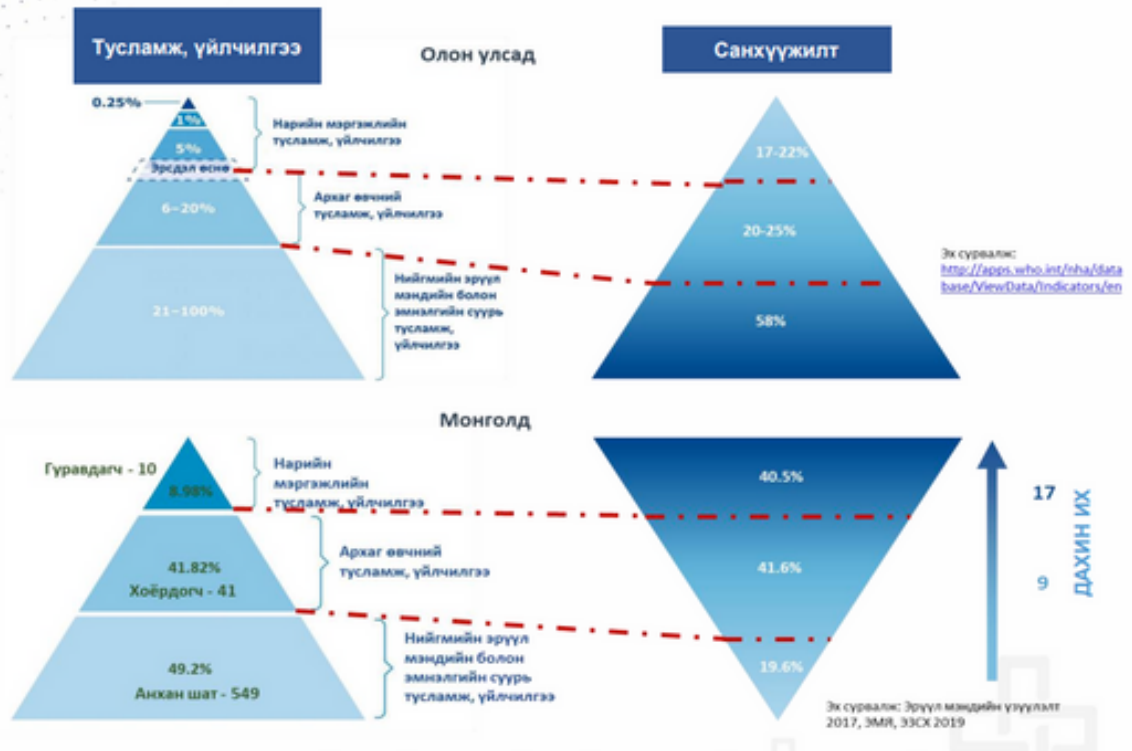 Тусламж, үйлчилгээ
Олон улсад
Санхүүжилт
0.25%
1%
5%
Эрсдэл өснө
6–20%
21–100%
Нарийн мэргэжлийн
тусламж, үйлчилгээ
Архаг өвчний
тусламж, үйлчилгээ
Нийгмийн эрүүл
мэндийн болон
эмнэлгийн суурь
тусламж,
үйлчилгээ
17-22%
20-25%
58%
Эх сурвалж:
http://apps.who.int/nha/data
base/ViewData/Indicators/en
Монголд
Гуравдагч - 10
8.98%
41.82%
Хоёрдогч - 41
49.2%
Анхан шат - 549
Нарийн
мэргэжлийн
тусламж, үйлчилгээ
Архаг өвчний
тусламж, үйлчилгээ
Нийгмийн эрүүл
мэндийн болон
эмнэлгийн суурь
тусламж, үйлчилгээ
40.5%
41.6%
19.6%
17
9
ДАХИН ИХ
Эх сурвалж: Эрүүл мэндийн үзүүлэлт
2017, ЭМЯ, ЭЗСХ 2019